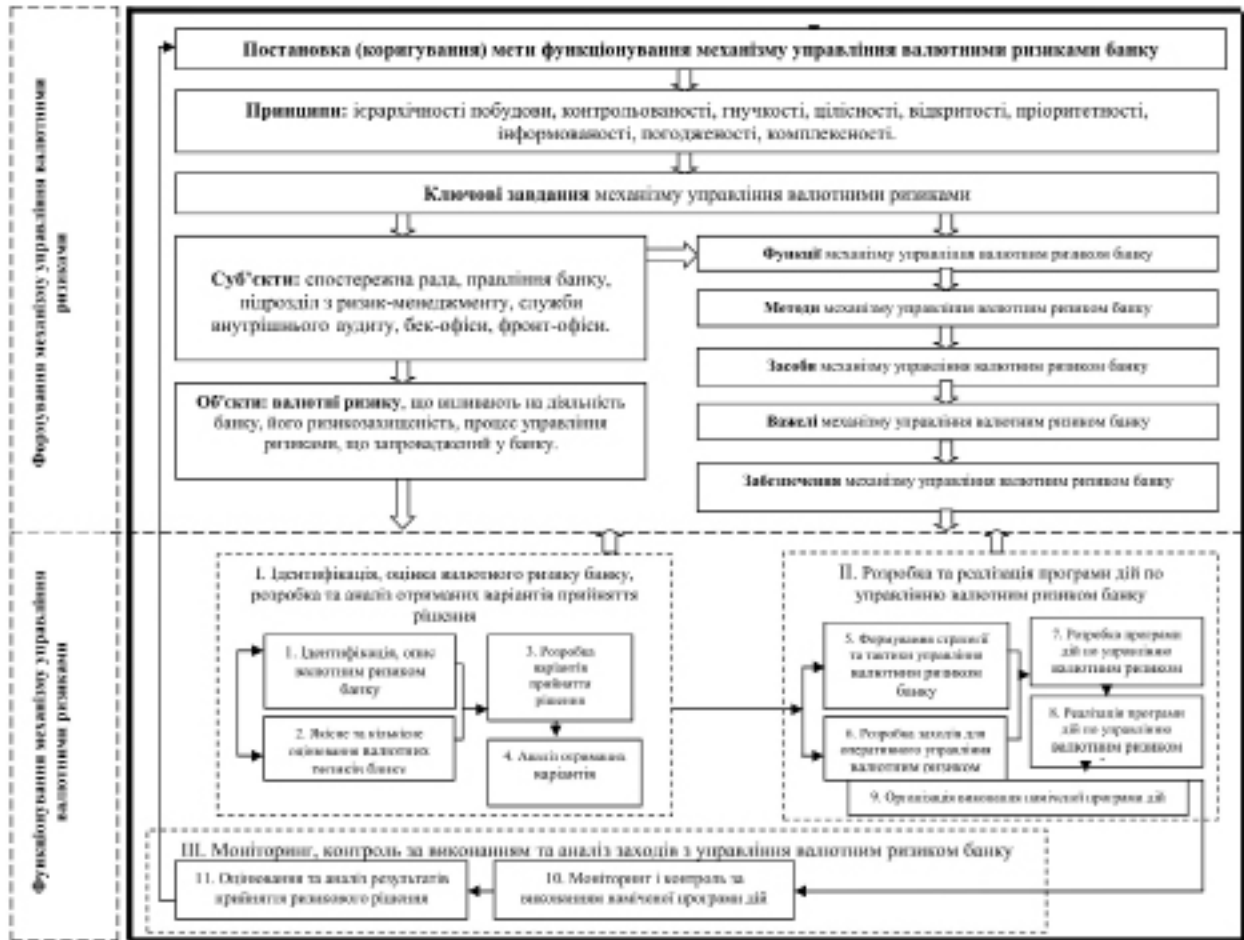 Формування механізму управління валютними
ризиками
Постановка (коригування) мети функціонування механізму управління валютними ризиками банку
Принципи: ієрархічності побудови, контрольованості, гнучкості, цілісності, відкритості, пріоритетності,
інформованості, погодженості, комплексності.
Ключові завдання механізму управління валютними ризиками
Суб'єкти: спостережна рада, правління банку,
підрозділ з ризик-менеджменту, служби
внутрішнього аудиту, бек-офіси, фронт-офіси.
Об'єкти: валютні ризику, що впливають на діяльність
банку, його ризикозахищеність, процес управління
ризиками, що запроваджений у банку.
Функції механізму управління валютним ризиком банку
Методи механізму управління валютним ризиком банку
Засоби механізму управління валютним ризиком банку
Важелі механізму управління валютним ризиком банку
Забезпечення механізму управління валютним ризиком банку
Функціонування механізму управління
валютними ризиками
І. Ідентифікація, оцінка валютного ризику банку,
розробка та аналіз отриманих варіантів прийняття
рішення
1. Ідентифікація, опис
валютним ризиком
банку
2. Якісне та кількісне
оцінювання валютних
ризиків банку
3. Розробка
варіантів
прийняття
рішення
4. Аналіз отриманих
варіантів
ІІ. Розробка та реалізація програми дій по
управлінню валютним ризиком банку
5. Формування стратегії
та тактики управління
валютним ризиком
банку
6. Розробка заходів для
оперативного управління
валютним ризиком
7. Розробка програми
дій по управлінню
валютним ризиком
8. Реалізація програми
дій по управлінню
валютним ризиком
9. Організація виконання наміченої програми дій
ІІІ. Моніторинг, контроль за виконанням та аналіз заходів з управління валютним ризиком банку
11. Оцінювання та аналіз результатів
прийняття ризикового рішення
10. Моніторинг і контроль за
виконанням наміченої програми дій